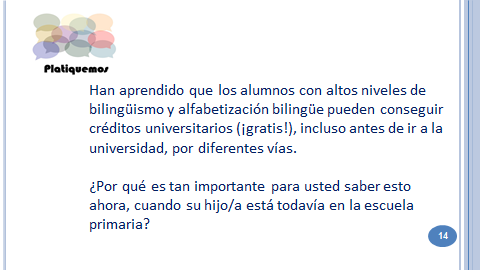 Platiquemos
Han aprendido que los alumnos con altos niveles de
bilingüismo y alfabetización bilingüe pueden conseguir
créditos universitarios (¡gratis!), incluso antes de ir a la
universidad, por diferentes vías.
¿Por qué es tan importante para usted saber esto
ahora, cuando su hijo/a está todavía en la escuela
primaria?
14